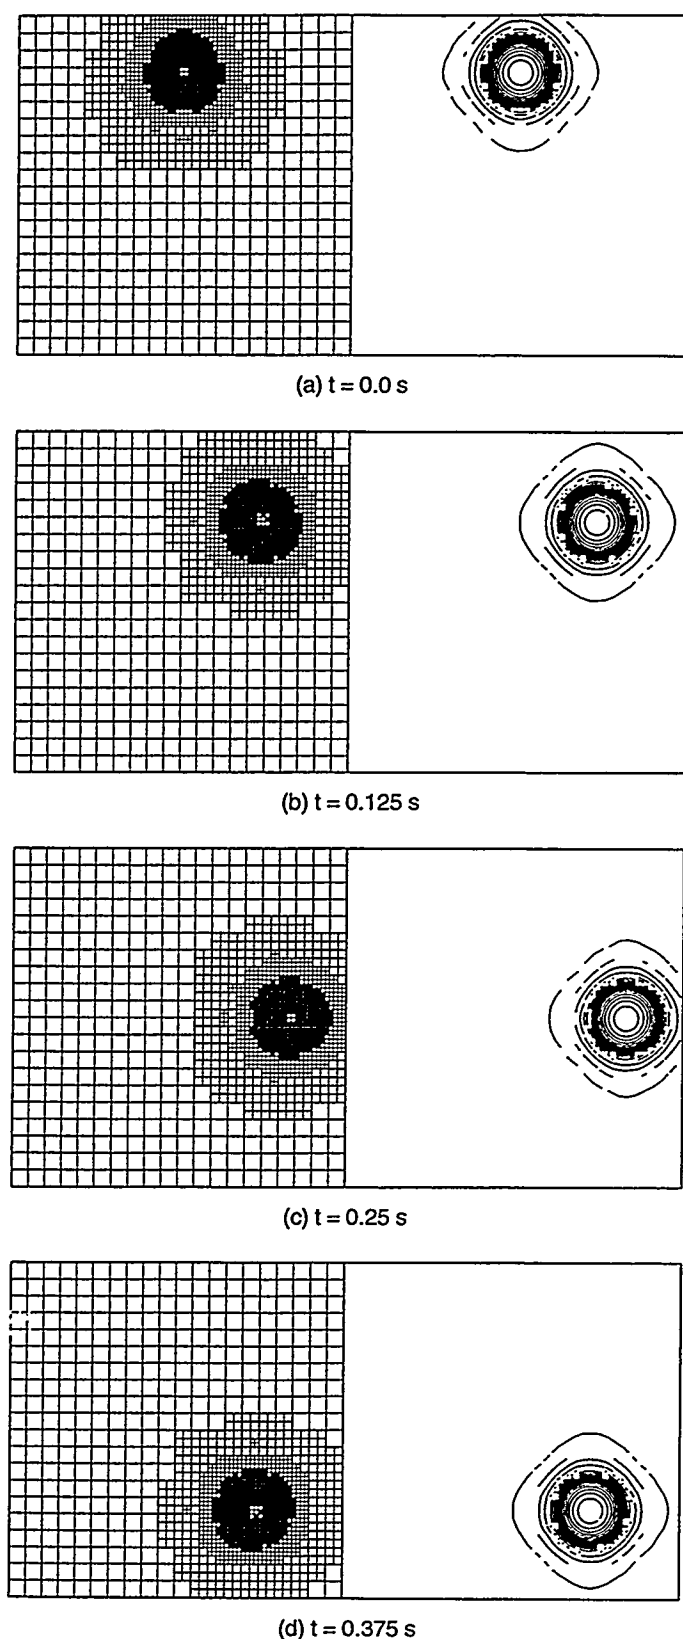 (a) t = 0.0 s
(b) t = 0.125 s
(c) t = 0.25 s
(d) t = 0.375 s